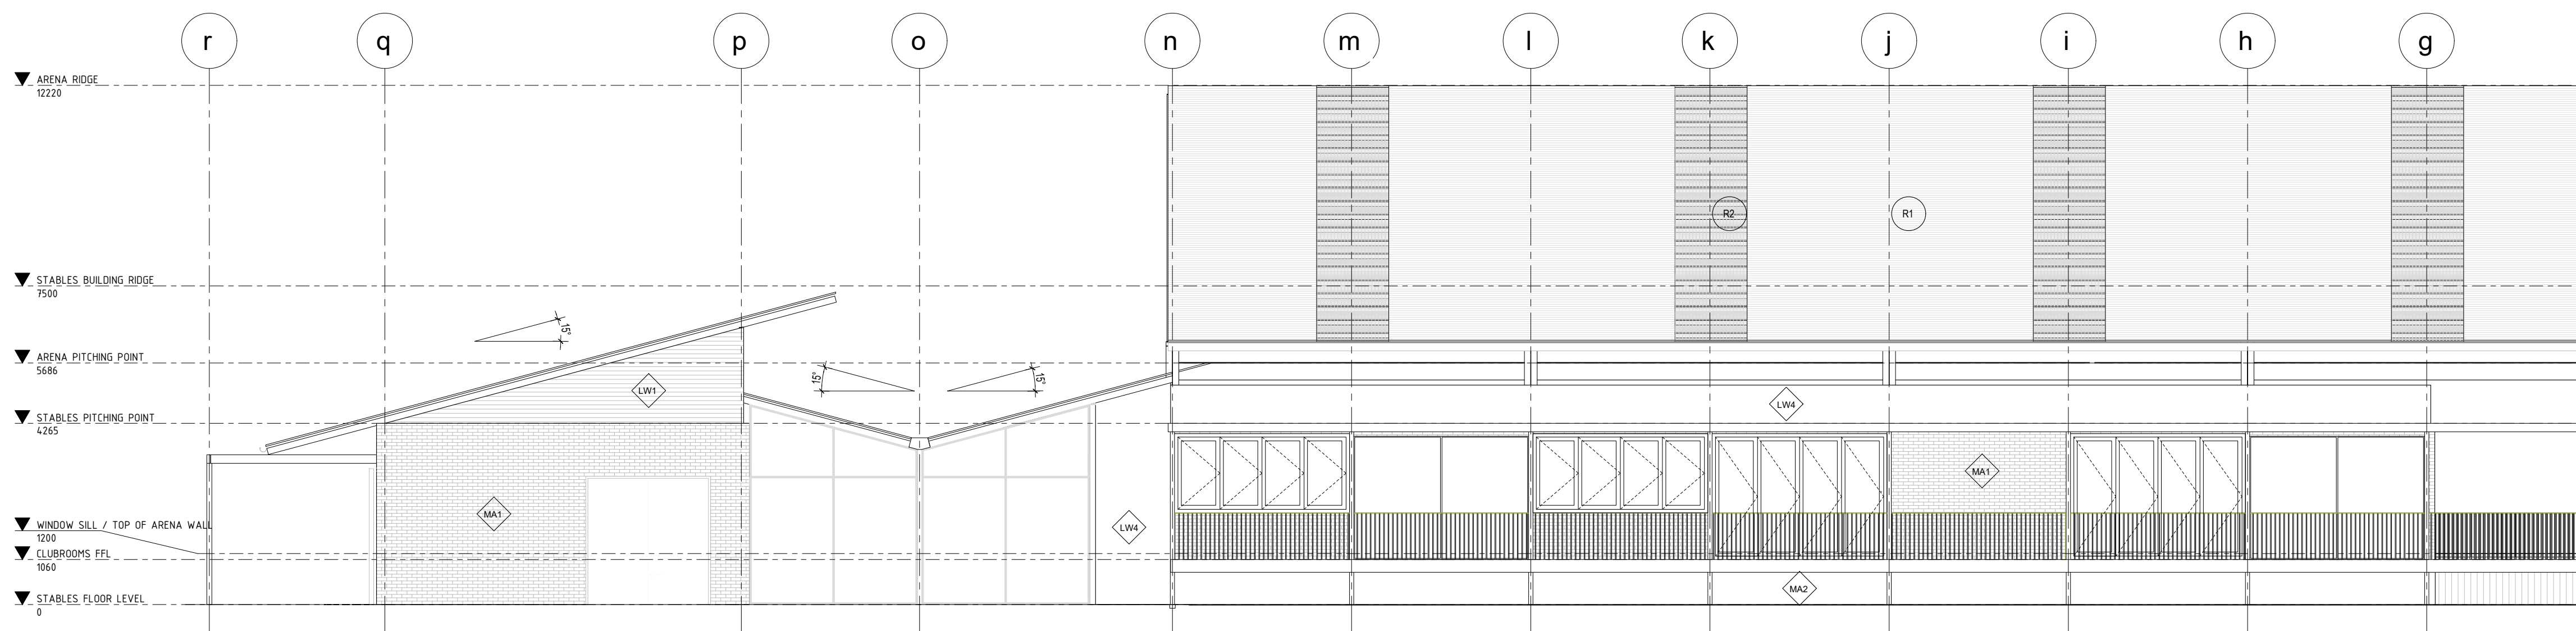 r q p o n m l k j i h g
ARENA RIDGE
12220
R2 R1
STABLES BUILDING RIDGE
7500
15°
ARENA PITCHING POINT
5686
15° 15°
LW1
LW4
STABLES PITCHING POINT
4265
MA1
MA1
WINDOW SILL / TOP OF ARENA WALL
1200
LW4
CLUBROOMS FFL
1060
MA2
STABLES FLOOR LEVEL
0